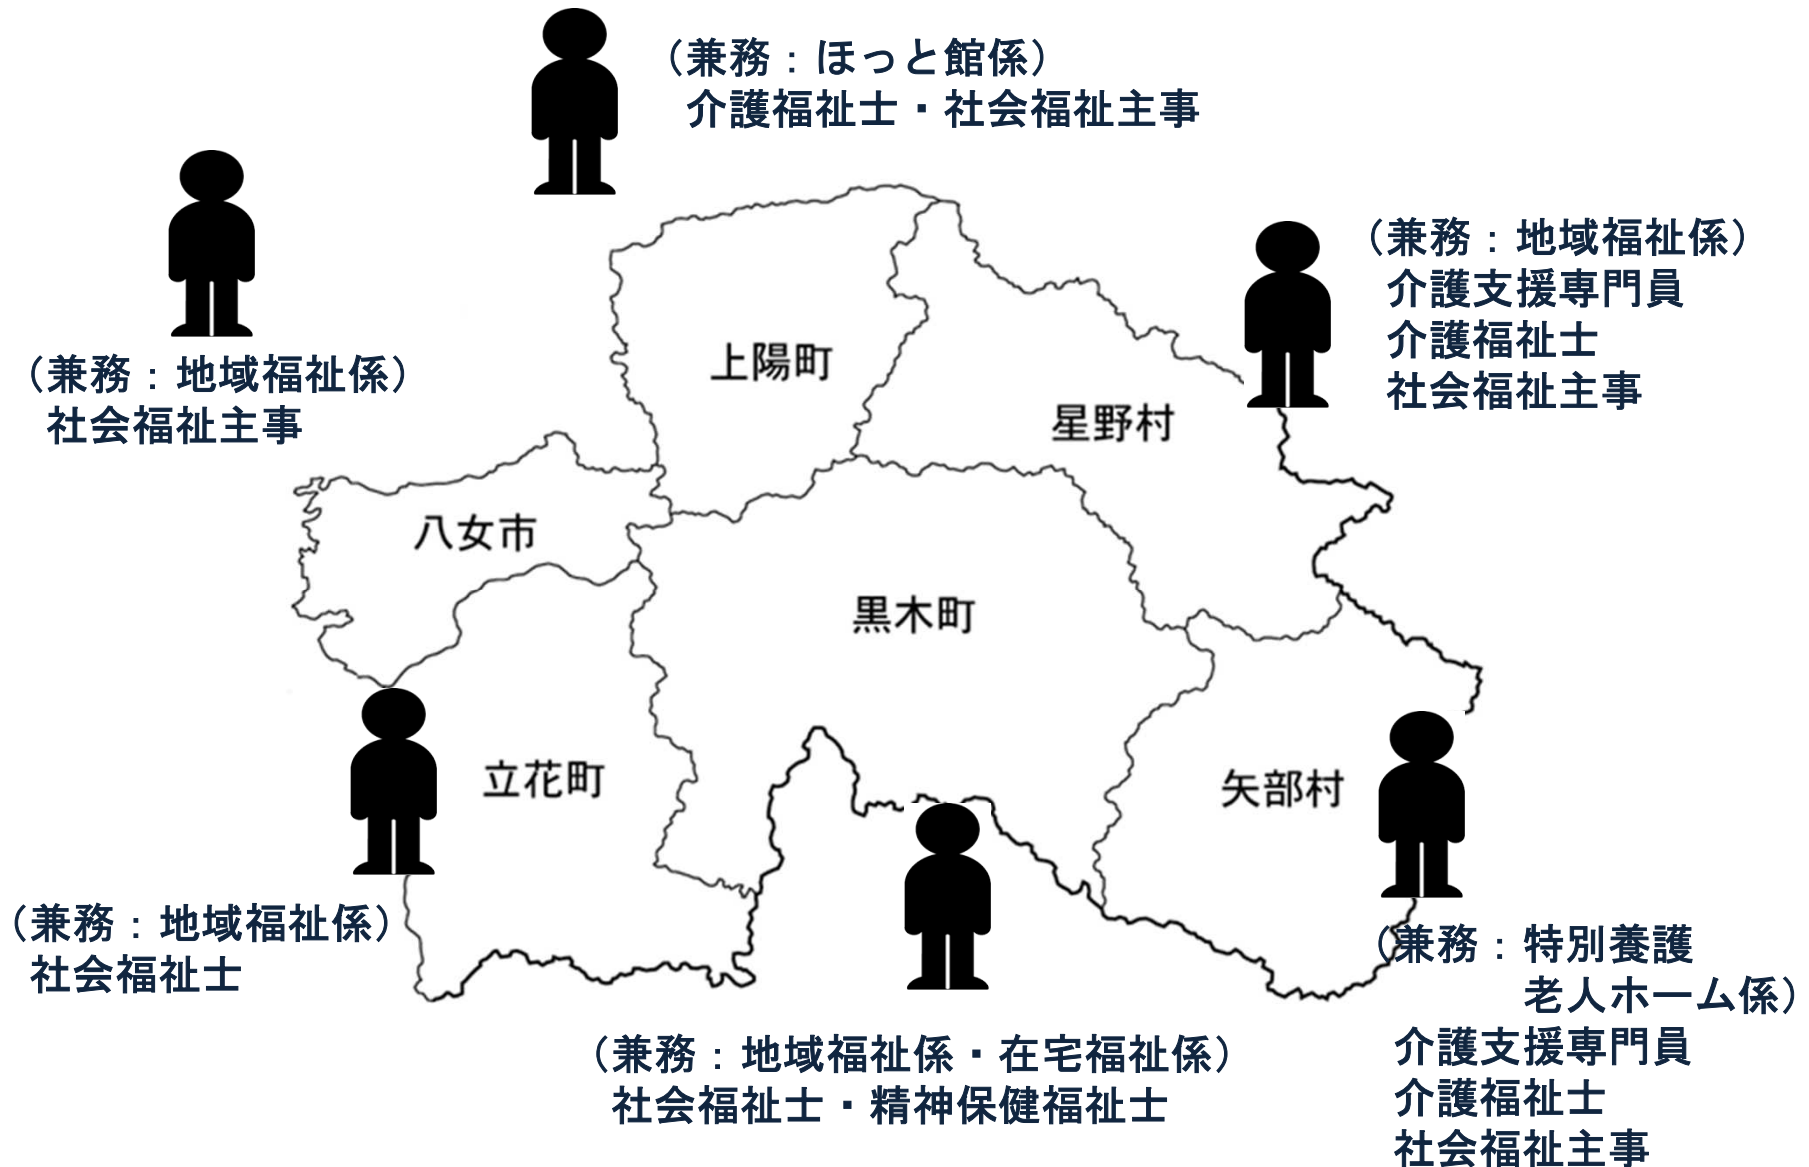 （兼務：ほっと館係）
介護福祉士・社会福祉主事
（兼務：地域福祉係）
介護支援専門員
介護福祉士
社会福祉主事
（兼務：地域福祉係）
社会福祉主事
上陽町
星野村
八女市
黒木町
立花町
矢部村
（兼務：地域福祉係）
社会福祉士
（兼務：特別養護
老人ホーム係）
介護支援専門員
介護福祉士
社会福祉主事
（兼務：地域福祉係・在宅福祉係）
社会福祉士・精神保健福祉士